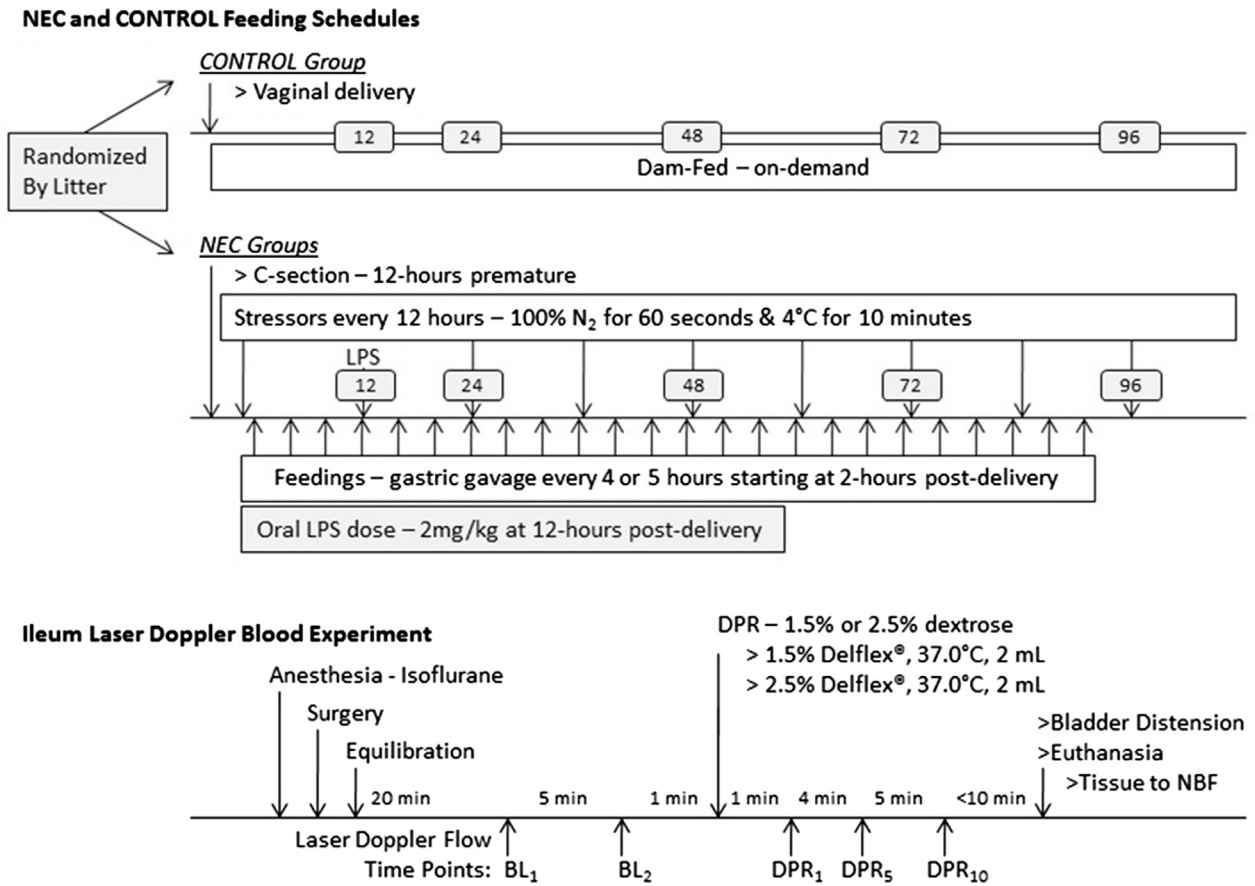 NEC and CONTROL Feeding Schedules
CONTROL Group
> Vaginal delivery
12 24 48 72 96
Randomized
By Litter
Dam-Fed – on-demand
NEC Groups
> C-section – 12-hours premature
Stressors every 12 hours – 100% N₂ for 60 seconds & 4°C for 10 minutes
LPS
12 24 48 72 96
Feedings – gastric gavage every 4 or 5 hours starting at 2-hours post-delivery
Oral LPS dose – 2mg/kg at 12-hours post-delivery
Ileum Laser Doppler Blood Experiment
DPR – 1.5% or 2.5% dextrose
> 1.5% Delflex®, 37.0°C, 2 mL
> 2.5% Delflex®, 37.0°C, 2 mL
Anesthesia - Isoflurane
Surgery
Equilibration
>Bladder Distension
>Euthanasia
>Tissue to NBF
20 min 5 min 1 min 1 min 4 min 5 min <10 min
Laser Doppler Flow
Time Points: BL₁ BL₂ DPR₁ DPR₅ DPR₁₀